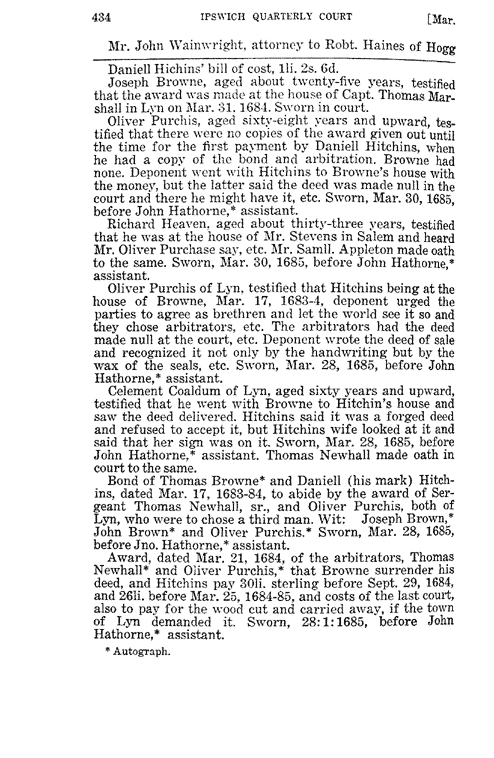 434 IPSWICH QUARTERLY COURT [Mar.
Mr. John Wainwright, attorney to Robt. Haines of Hogg
Daniell Hichins' bill of cost, 1li. 2s. 6d.
Joseph Browne, aged about twenty-five years, testified
that the award was made at the house of Capt. Thomas Mar-
shall in Lyn on Mar. 31. 1684. Sworn in court.
Oliver Purchis, aged sixty-eight years and upward, tes-
tified that there were no copies of the award given out until
the time for the first payment by Daniell Hitchins, when
he had a copy of the bond and arbitration. Browne had
none. Deponent went with Hitchins to Browne's house with
the money, but the latter said the deed was made null in the
court and there he might have it, etc. Sworn, Mar. 30, 1685,
before John Hathorne,* assistant.
Richard Heaven, aged about thirty-three years, testified
that he was at the house of Mr. Stevens in Salem and heard
Mr. Oliver Purchase say, etc. Mr. Samll. Appleton made oath
to the same. Sworn, Mar. 30, 1685, before John Hathorne,*
assistant.
Oliver Purchis of Lyn, testified that Hitchins being at the
house of Browne, Mar. 17, 1683-4, deponent urged the
parties to agree as brethren and let the world see it so and
they chose arbitrators, etc. The arbitrators had the deed
made null at the court, etc. Deponent wrote the deed of sale
and recognized it not only by the handwriting but by the
wax of the seals, etc. Sworn, Mar. 28, 1685, before John
Hathorne,* assistant.
Celement Coaldum of Lyn, aged sixty years and upward,
testified that he went with Browne to Hitchin's house and
saw the deed delivered. Hitchins said it was a forged deed
and refused to accept it, but Hitchins wife looked at it and
said that her sign was on it. Sworn, Mar. 28, 1685, before
John Hathorne,* assistant. Thomas Newhall made oath in
court to the same.
Bond of Thomas Browne* and Daniell (his mark) Hitch-
ins, dated Mar. 17, 1683-84, to abide by the award of Ser-
geant Thomas Newhall, sr., and Oliver Purchis, both of
Lyn, who were to chose a third man. Wit: Joseph Brown,*
John Brown* and Oliver Purchis.* Sworn, Mar. 28, 1685,
before Jno. Hathorne,* assistant.
Award, dated Mar. 21, 1684, of the arbitrators, Thomas
Newhall* and Oliver Purchis,* that Browne surrender his
deed, and Hitchins pay 30li. sterling before Sept. 29, 1684,
and 26li. before Mar. 25, 1684-85, and costs of the last court,
also to pay for the wood cut and carried away, if the town
of Lyn demanded it. Sworn, 28:1:1685, before John
Hathorne,* assistant.
* Autograph.